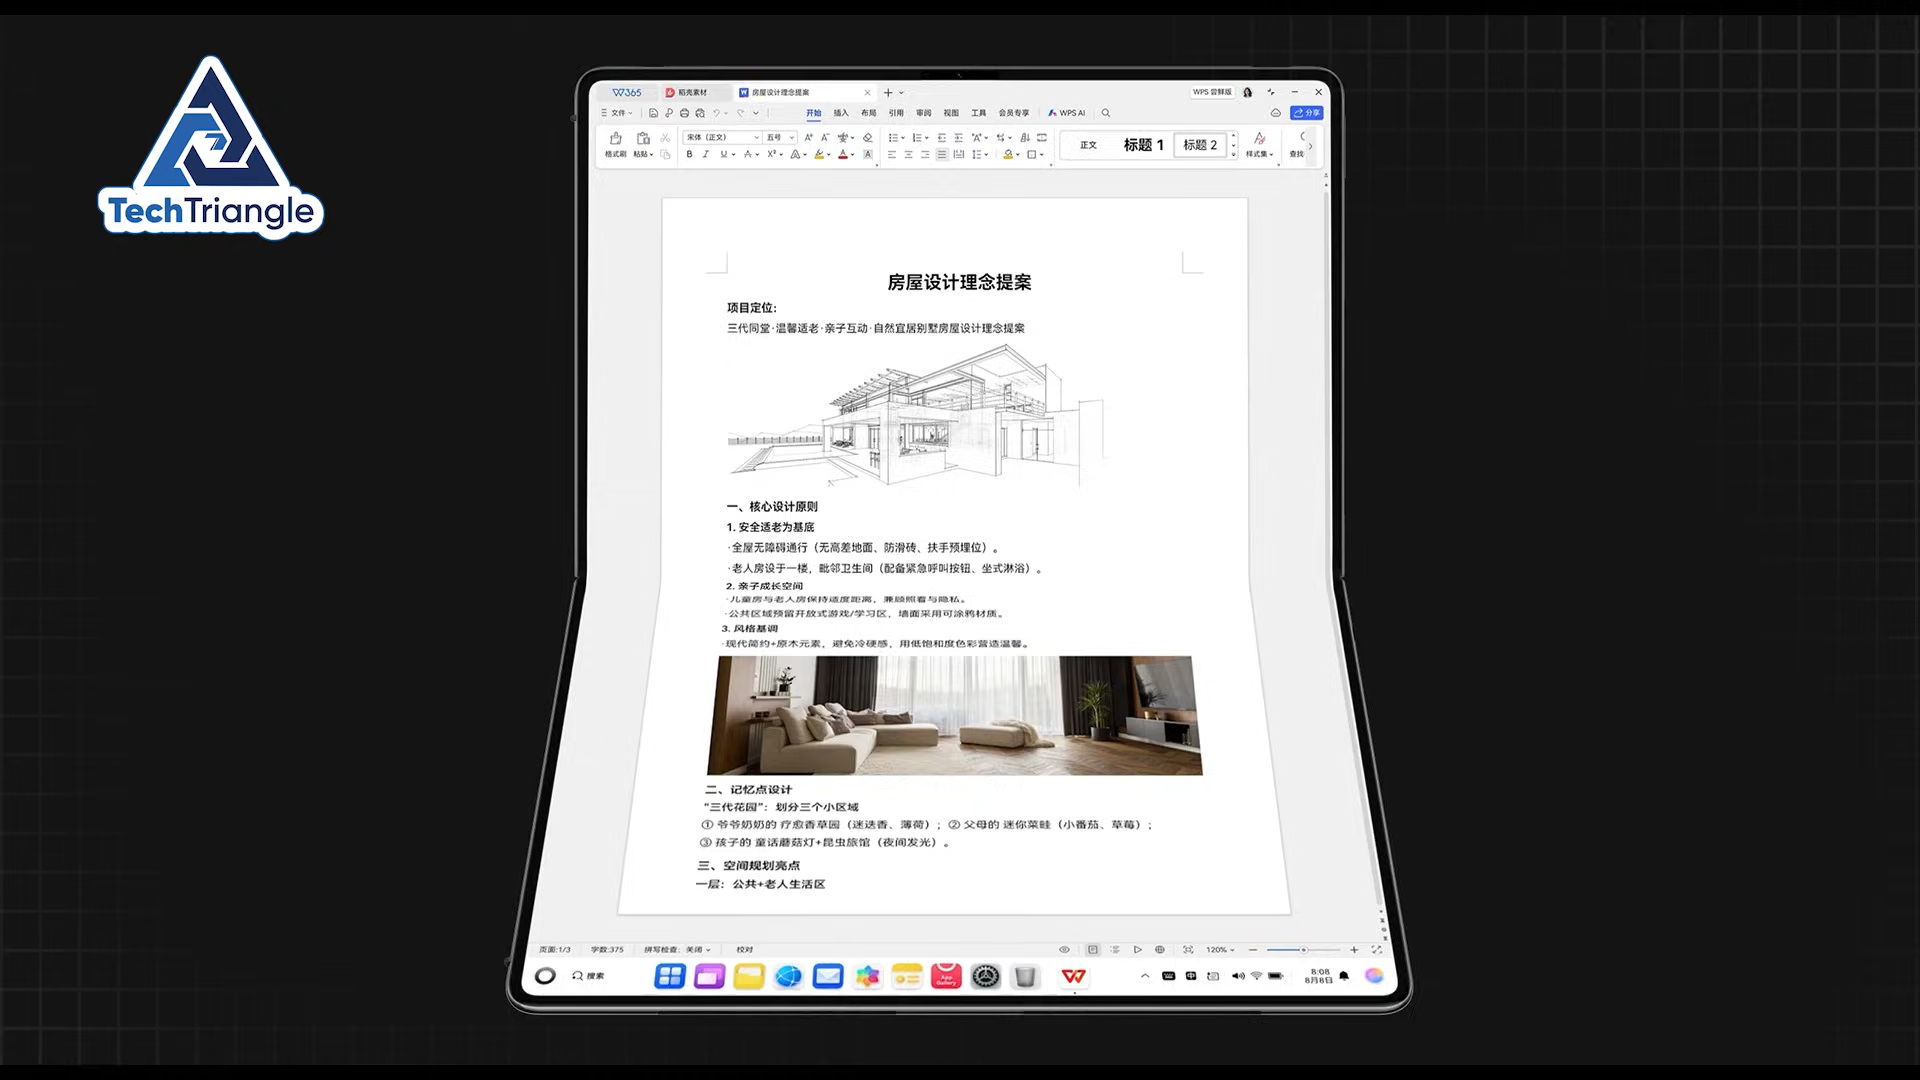 TechTriangle
W365
稻壳素材
房屋设计理念提案
WPS 尝鲜版
文件
开始
插入
布局
引用
审阅
视图
工具
会员专享
WPS AI
分享
格式刷
粘贴
宋体 (正文)
五号
正文
标题 1
标题 2
样式集
查找
房屋设计理念提案
项目定位:
三代同堂·温馨适老·亲子互动·自然宜居别墅房屋设计理念提案
一、核心设计原则
1. 安全适老为基底
·全屋无障碍通行（无高差地面、防滑砖、扶手预埋位）。
·老人房设于一楼，毗邻卫生间（配备紧急呼叫按钮、坐式淋浴）。
2. 亲子成长空间
·儿童房与老人房保持适度距离，兼顾照看与隐私。
·公共区域预留开放式游戏/学习区，墙面采用可涂鸦材质。
3. 风格基调
·现代简约+原木元素，避免冷硬感，用低饱和度色彩营造温馨。
二、记忆点设计
“三代花园”：划分三个小区域
① 爷爷奶奶的 疗愈香草园（迷迭香、薄荷）；② 父母的 迷你菜畦（小番茄、草莓）；
③ 孩子的 童话蘑菇灯+昆虫旅馆（夜间发光）。
三、空间规划亮点
一层：公共+老人生活区
页面:1/3
字数:375
拼写检查: 关闭
校对
120%
搜索
App Gallery
8:08
8月8日